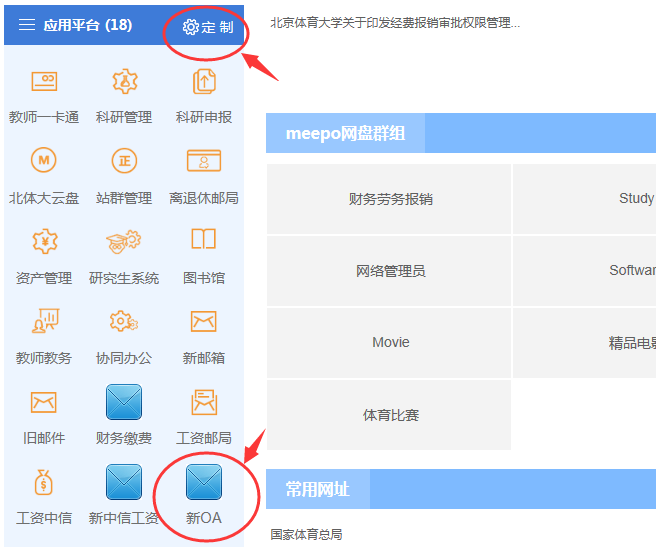 应用平台 (18)
定 制
教师一卡通 科研管理 科研申报
M 正
北体大云盘 站群管理 离退休邮局
¥
资产管理 研究生系统 图书馆
教师教务 协同办公 新邮箱
旧邮件 财务缴费 工资邮局
$
工资中信 新中信工资 新OA
北京体育大学关于印发经费报销审批权限管理...
meepo网盘群组
财务劳务报销 Study
网络管理员 Softwar
Movie 精品电影
体育比赛
常用网址
国家体育总局